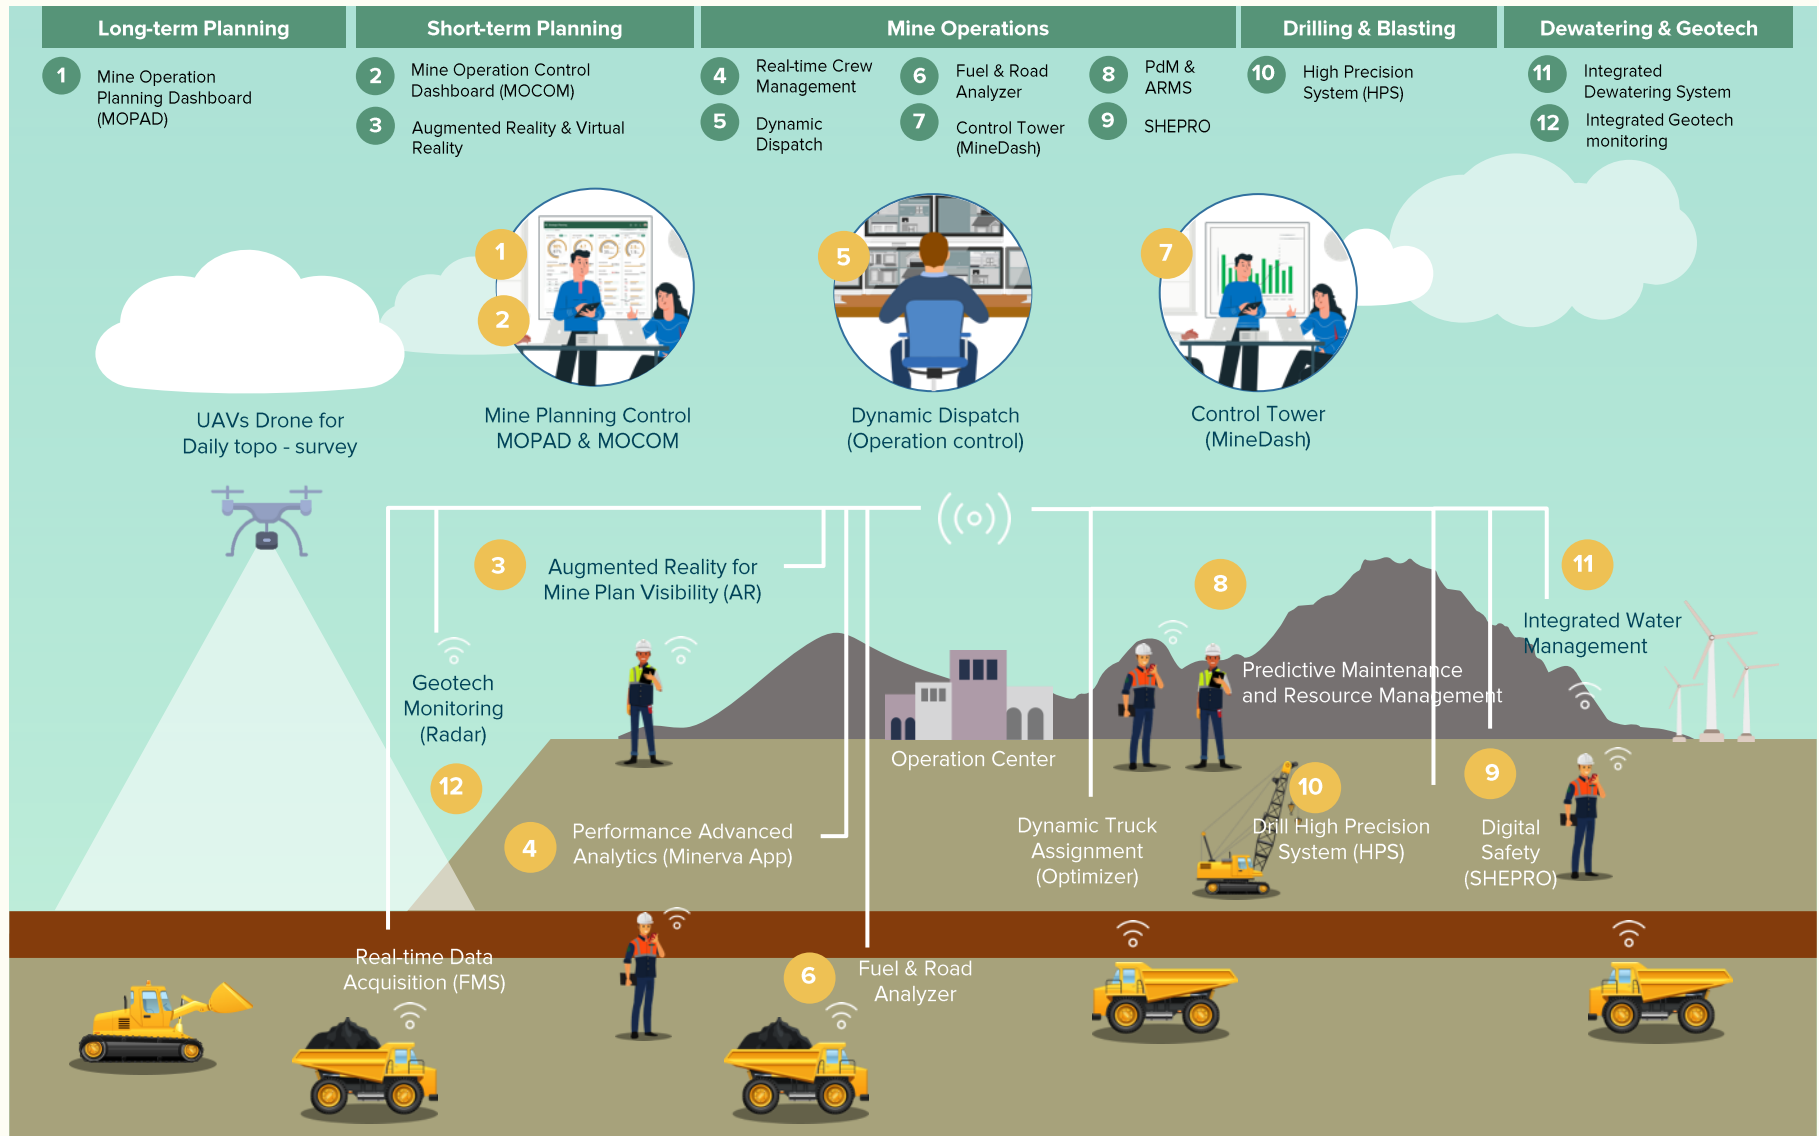 Long-term Planning
Short-term Planning
Mine Operations
Drilling & Blasting
Dewatering & Geotech
1
Mine Operation
Planning Dashboard
(MOPAD)
2
Mine Operation Control
Dashboard (MOCOM)
3
Augmented Reality & Virtual
Reality
4
Real-time Crew
Management
5
Dynamic
Dispatch
6
Fuel & Road
Analyzer
7
Control Tower
(MineDash)
8
PdM &
ARMS
9
SHEPRO
10
High Precision
System (HPS)
11
Integrated
Dewatering System
12
Integrated Geotech
monitoring
1
2
5
7
UAVs Drone for
Daily topo - survey
Mine Planning Control
MOPAD & MOCOM
Dynamic Dispatch
(Operation control)
Control Tower
(MineDash)
3
Augmented Reality for
Mine Plan Visibility (AR)
8
Predictive Maintenance
and Resource Management
11
Integrated Water
Management
Geotech
Monitoring
(Radar)
12
Operation Center
4
Performance Advanced
Analytics (Minerva App)
Dynamic Truck
Assignment
(Optimizer)
10
Drill High Precision
System (HPS)
9
Digital
Safety
(SHEPRO)
Real-time Data
Acquisition (FMS)
6
Fuel & Road
Analyzer